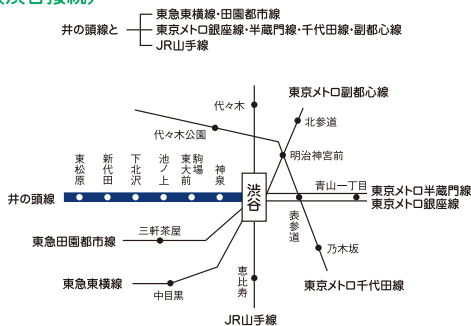 井の頭線と
東急東横線・田園都市線
東京メトロ銀座線・半蔵門線・千代田線・副都心線
JR山手線
代々木
東京メトロ副都心線
北参道
代々木公園
明治神宮前
東松原
新代田
下北沢
池ノ上
駒場東大前
神泉
渋谷
青山一丁目
井の頭線
東京メトロ半蔵門線
東京メトロ銀座線
表参道
三軒茶屋
東急田園都市線
乃木坂
恵比寿
東急東横線
中目黒
東京メトロ千代田線
JR山手線